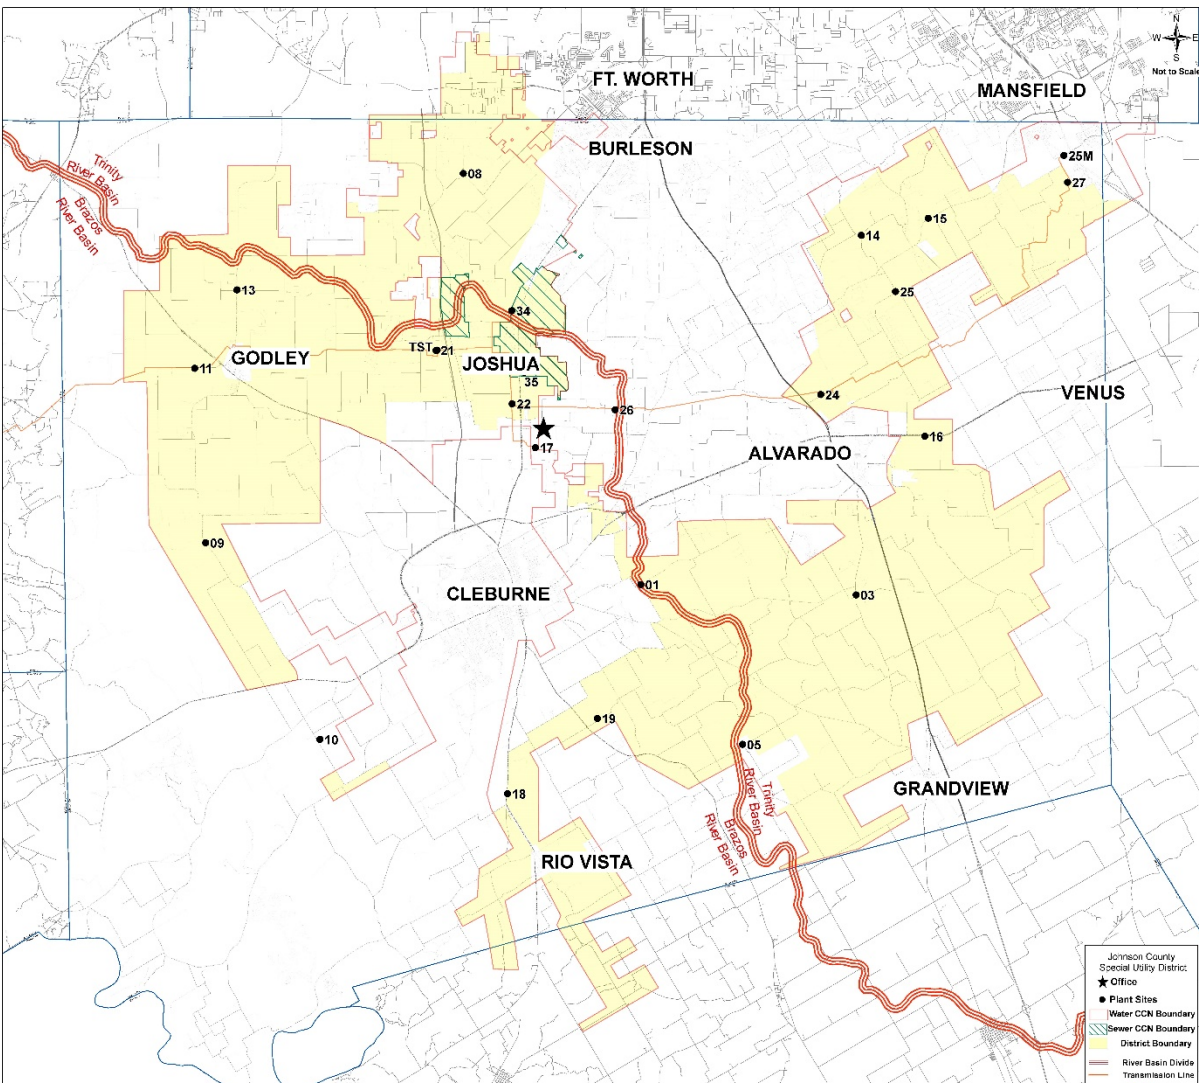 N
W
E
S
Not to Scale
FT. WORTH
MANSFIELD
BURLESON
25M
27
Trinity
River Basin
Brazos
River Basin
08
15
14
13
25
34
TST
21
GODLEY
JOSHUA
11
35
24
VENUS
22
26
16
17
ALVARADO
09
01
03
CLEBURNE
19
10
05
Trinity
River Basin
Brazos
River Basin
GRANDVIEW
18
RIO VISTA
Johnson County
Special Utility District
Office
Plant Sites
Water CCN Boundary
Sewer CCN Boundary
District Boundary
River Basin Divide
Transmission Line